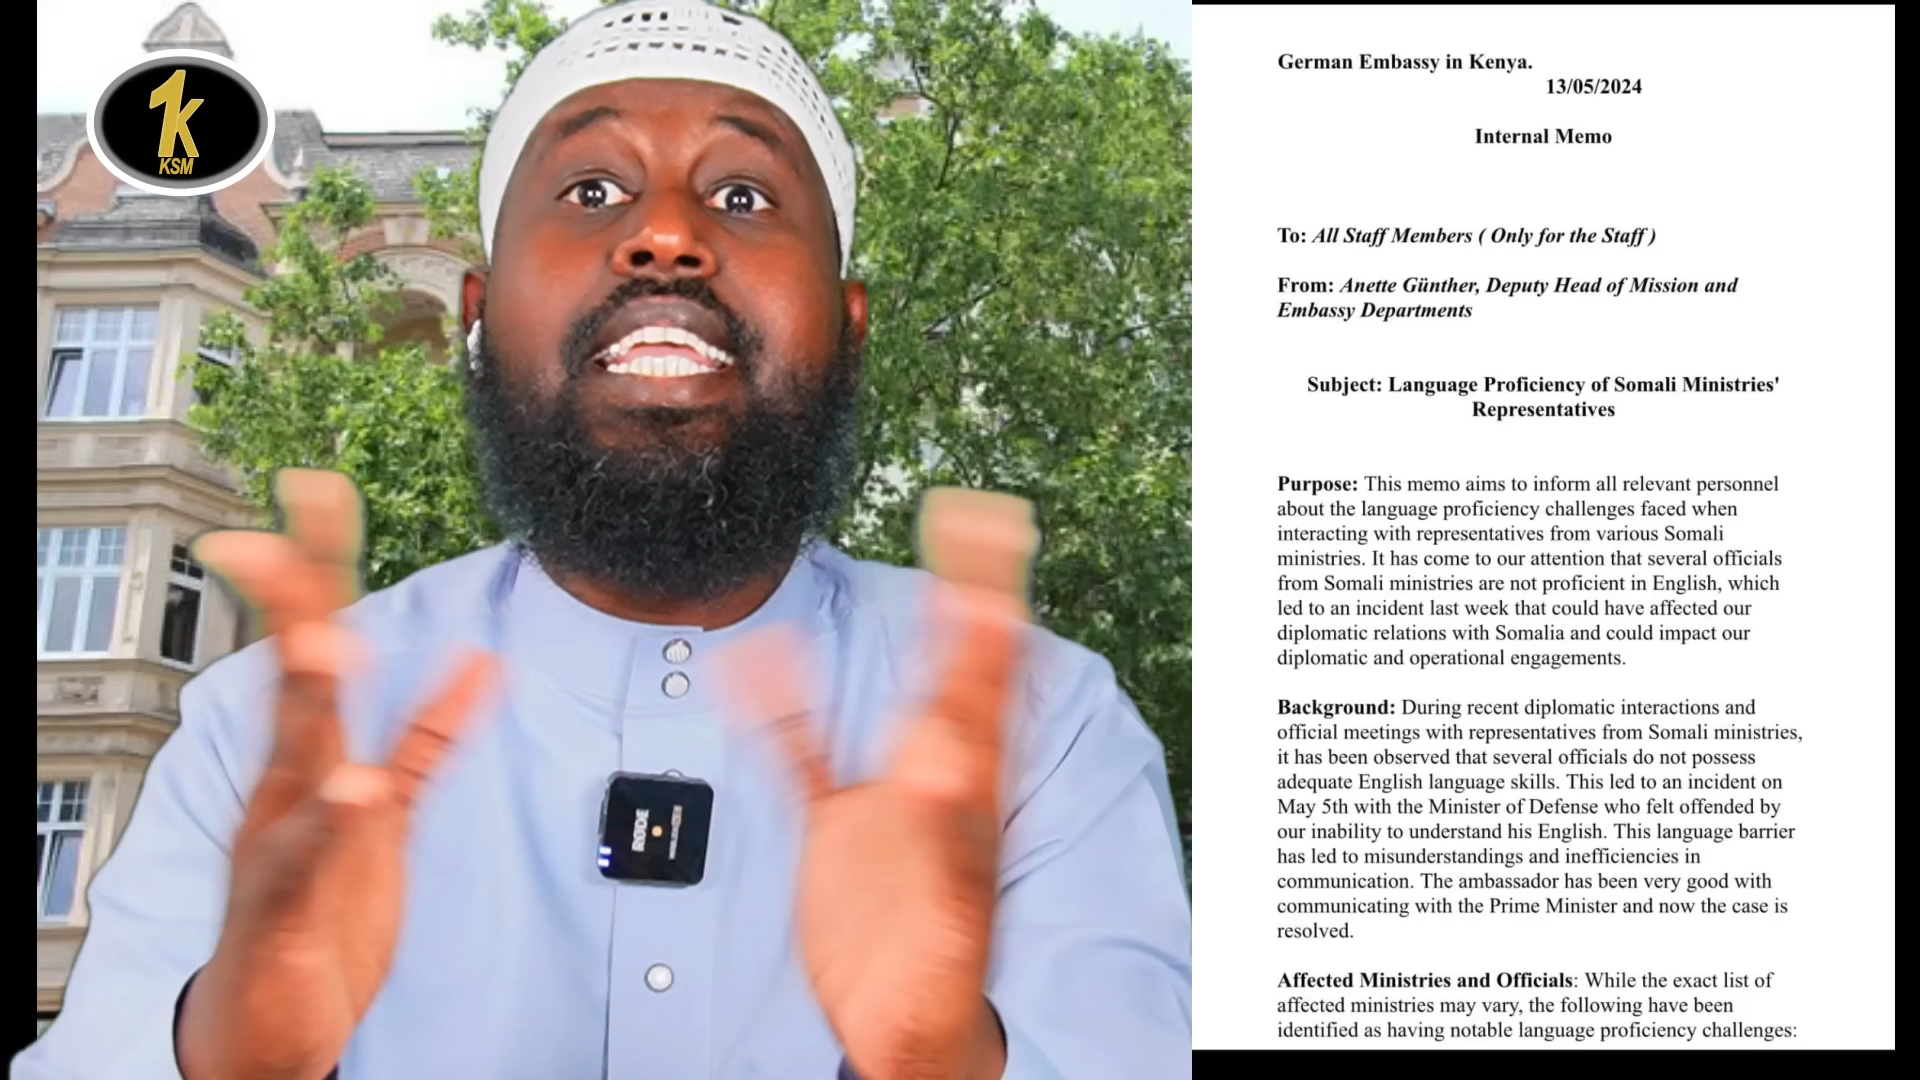 1k
KSM
RODE
German Embassy in Kenya.
13/05/2024
Internal Memo
To: All Staff Members ( Only for the Staff )
From: Anette Günther, Deputy Head of Mission and
Embassy Departments
Subject: Language Proficiency of Somali Ministries'
Representatives
Purpose: This memo aims to inform all relevant personnel
about the language proficiency challenges faced when
interacting with representatives from various Somali
ministries. It has come to our attention that several officials
from Somali ministries are not proficient in English, which
led to an incident last week that could have affected our
diplomatic relations with Somalia and could impact our
diplomatic and operational engagements.
Background: During recent diplomatic interactions and
official meetings with representatives from Somali ministries,
it has been observed that several officials do not possess
adequate English language skills. This led to an incident on
May 5th with the Minister of Defense who felt offended by
our inability to understand his English. This language barrier
has led to misunderstandings and inefficiencies in
communication. The ambassador has been very good with
communicating with the Prime Minister and now the case is
resolved.
Affected Ministries and Officials: While the exact list of
affected ministries may vary, the following have been
identified as having notable language proficiency challenges: